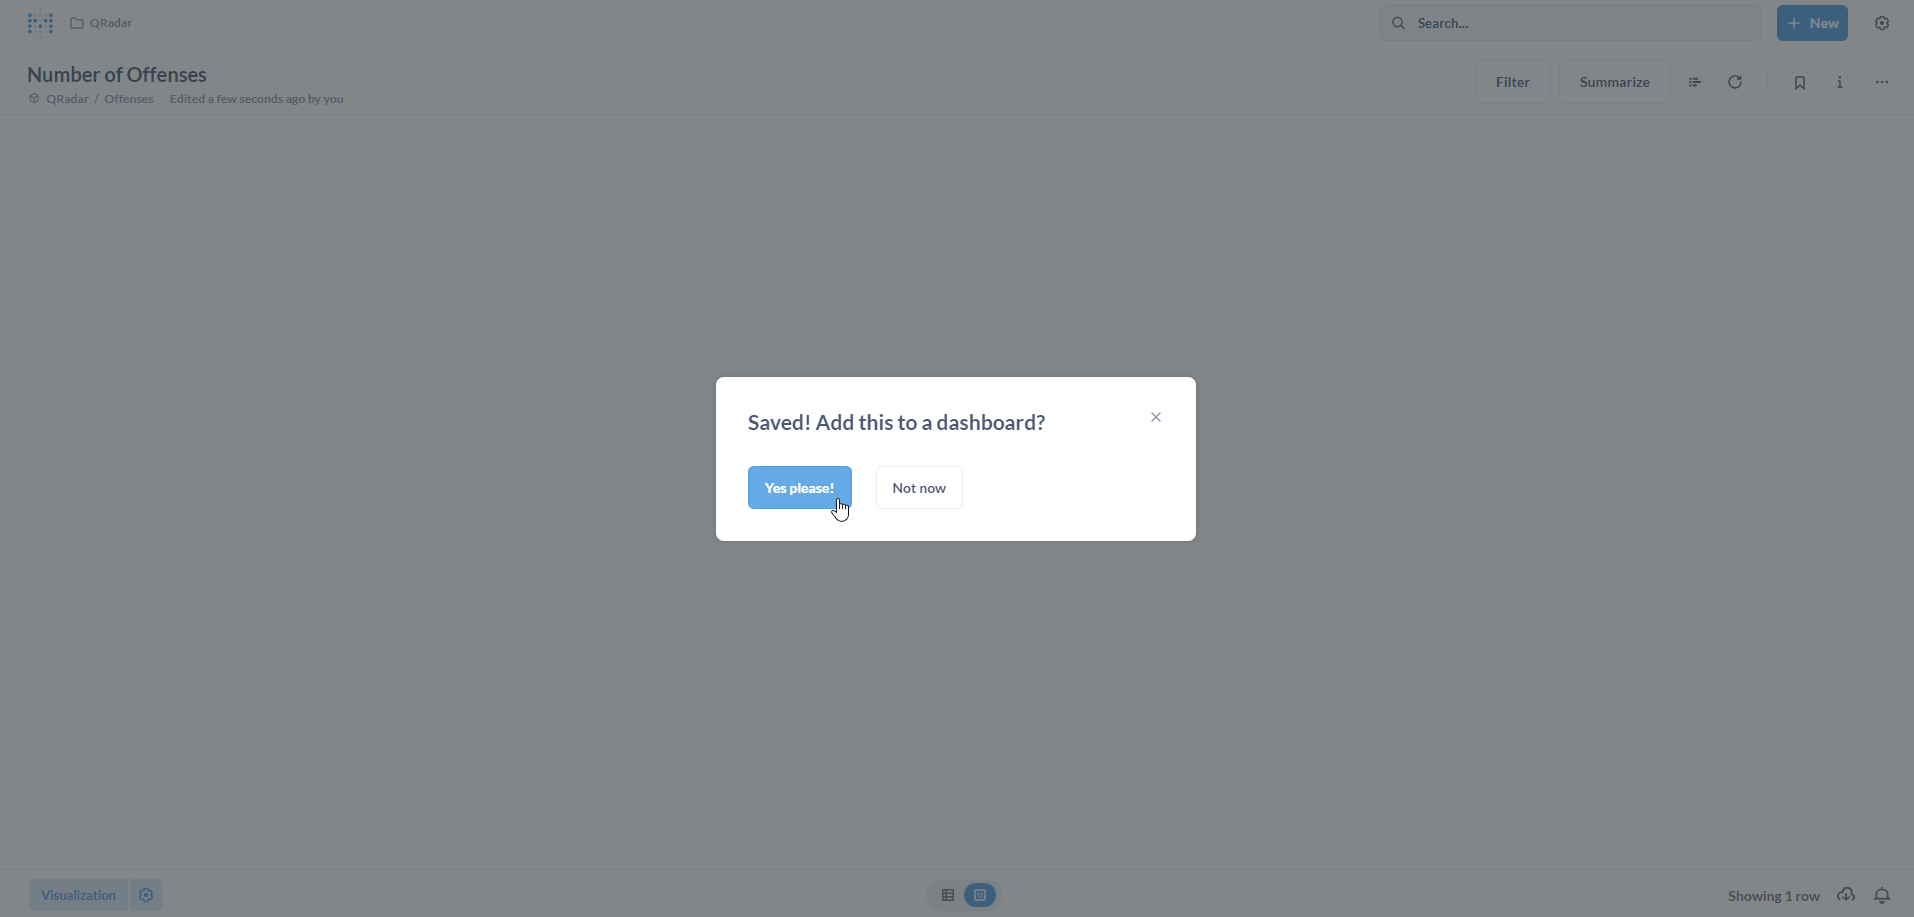 QRadar
Search...
New
Number of Offenses
QRadar / Offenses Edited a few seconds ago by you
Filter
Summarize
Saved! Add this to a dashboard?
Yes please!
Not now
Visualization
Showing 1 row